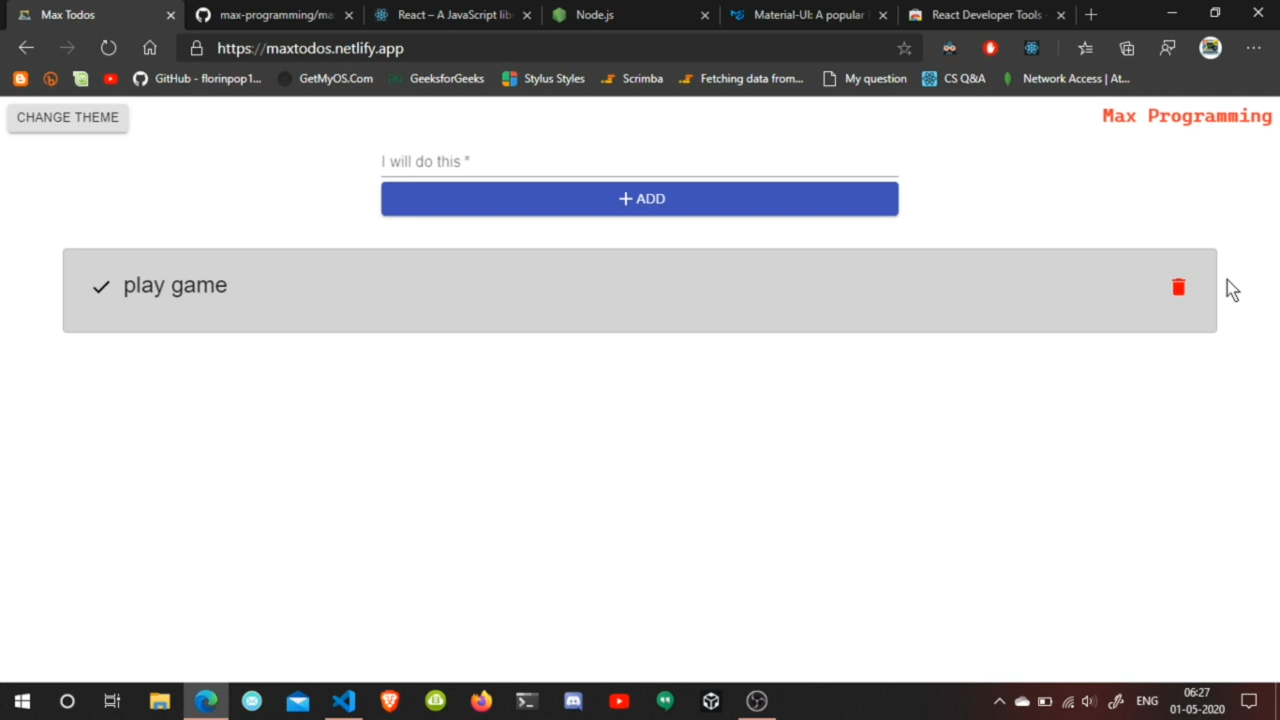 Max Todos
max-programming/ma
React – A JavaScript lib
Node.js
Material-UI: A popular
React Developer Tools
https://maxtodos.netlify.app
GitHub - florinpop1...
GetMyOS.Com
GeeksforGeeks
Stylus Styles
Scrimba
Fetching data from...
My question
CS Q&A
Network Access | At...
CHANGE THEME
Max Programming
I will do this *
+ ADD
play game
ENG
06:27
01-05-2020